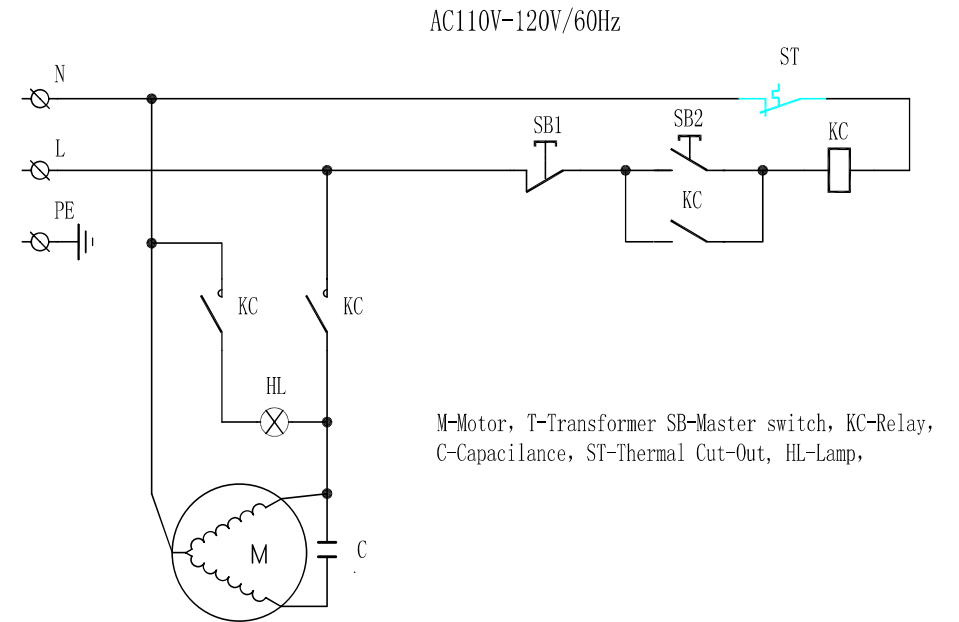 AC110V-120V/60Hz
N
ST
L
SB1
SB2
KC
PE
KC
KC
KC
HL
M-Motor, T-Transformer SB-Master switch, KC-Relay,
C-Capacilance, ST-Thermal Cut-Out, HL-Lamp,
M
C